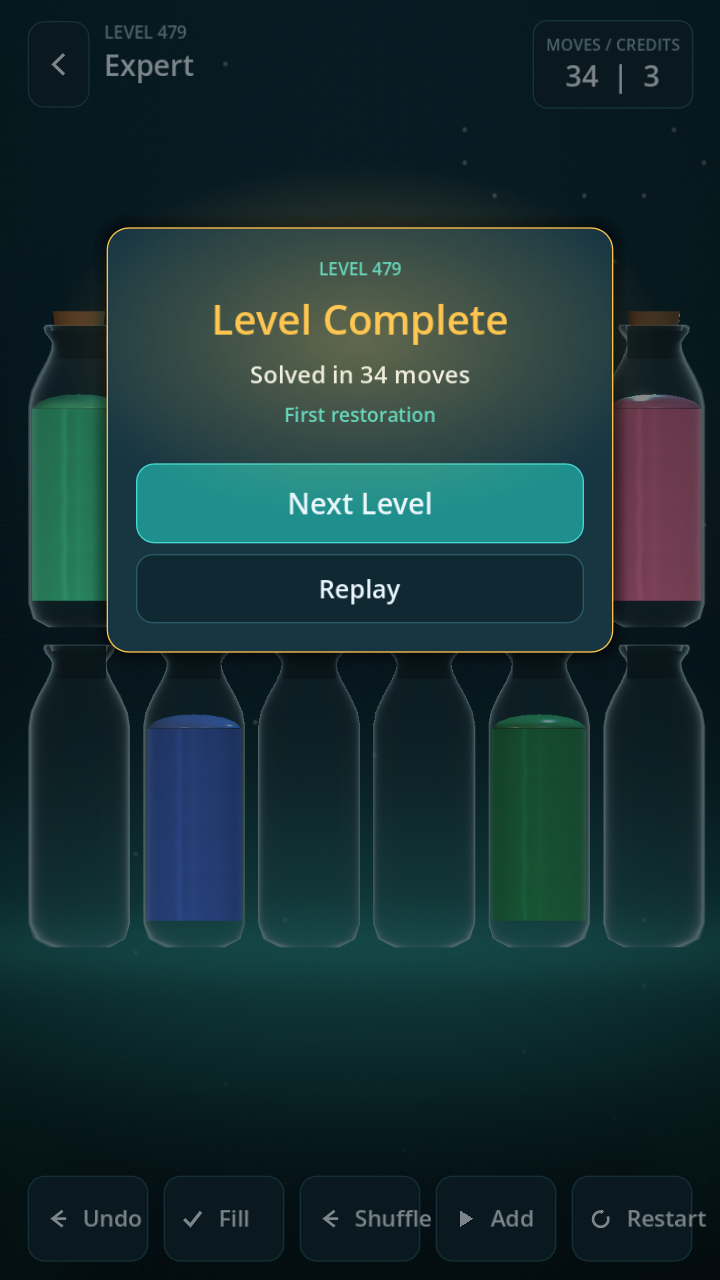 LEVEL 479
Expert
MOVES / CREDITS
34 | 3
LEVEL 479
Level Complete
Solved in 34 moves
First restoration
Next Level
Replay
Undo
Fill
Shuffle
Add
Restart